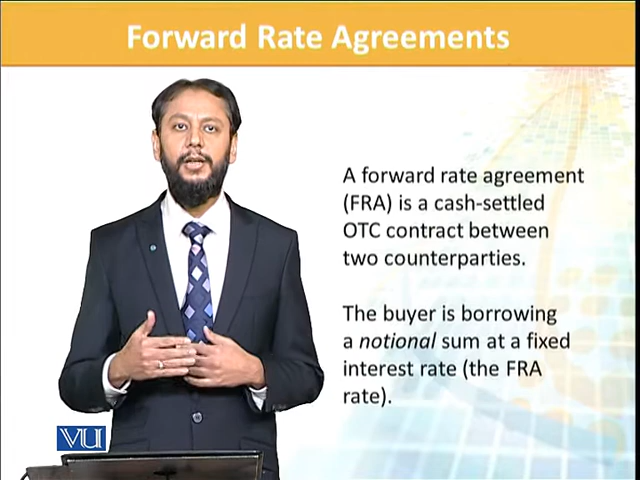 Forward Rate Agreements
A forward rate agreement
(FRA) is a cash-settled
OTC contract between
two counterparties.
The buyer is borrowing
a notional sum at a fixed
interest rate (the FRA
rate).
VU